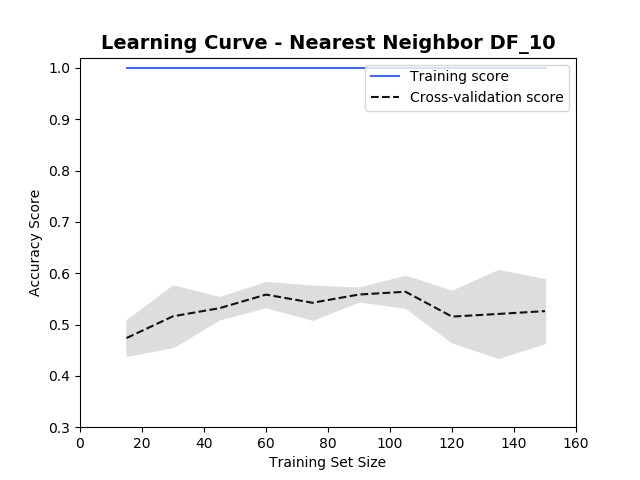 Learning Curve - Nearest Neighbor DF_10
1.0
Training score
Cross-validation score
0.9
0.8
0.7
0.6
0.5
0.4
0.3
Accuracy Score
0 20 40 60 80 100 120 140 160
Training Set Size